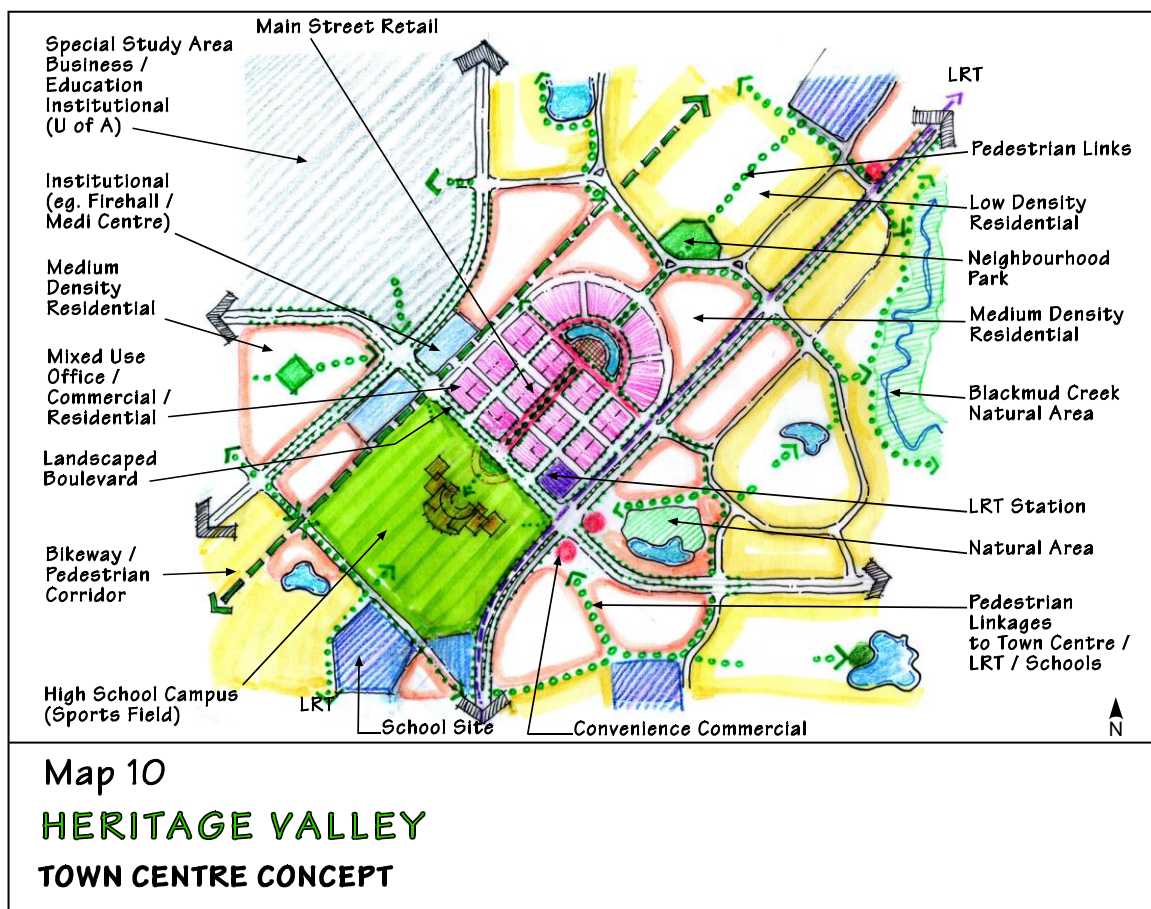 Main Street Retail
Special Study Area
Business /
Education
Institutional
(U of A)
Institutional
(eg. Firehall /
Medi Centre)
Medium
Density
Residential
Mixed Use
Office /
Commercial /
Residential
Landscaped
Boulevard
Bikeway /
Pedestrian
Corridor
High School Campus
(Sports Field)
LRT
School Site
Convenience Commercial
LRT
Pedestrian Links
Low Density
Residential
Neighbourhood
Park
Medium Density
Residential
Blackmud Creek
Natural Area
LRT Station
Natural Area
Pedestrian
Linkages
to Town Centre /
LRT / Schools
N
Map 10
HERITAGE VALLEY
TOWN CENTRE CONCEPT